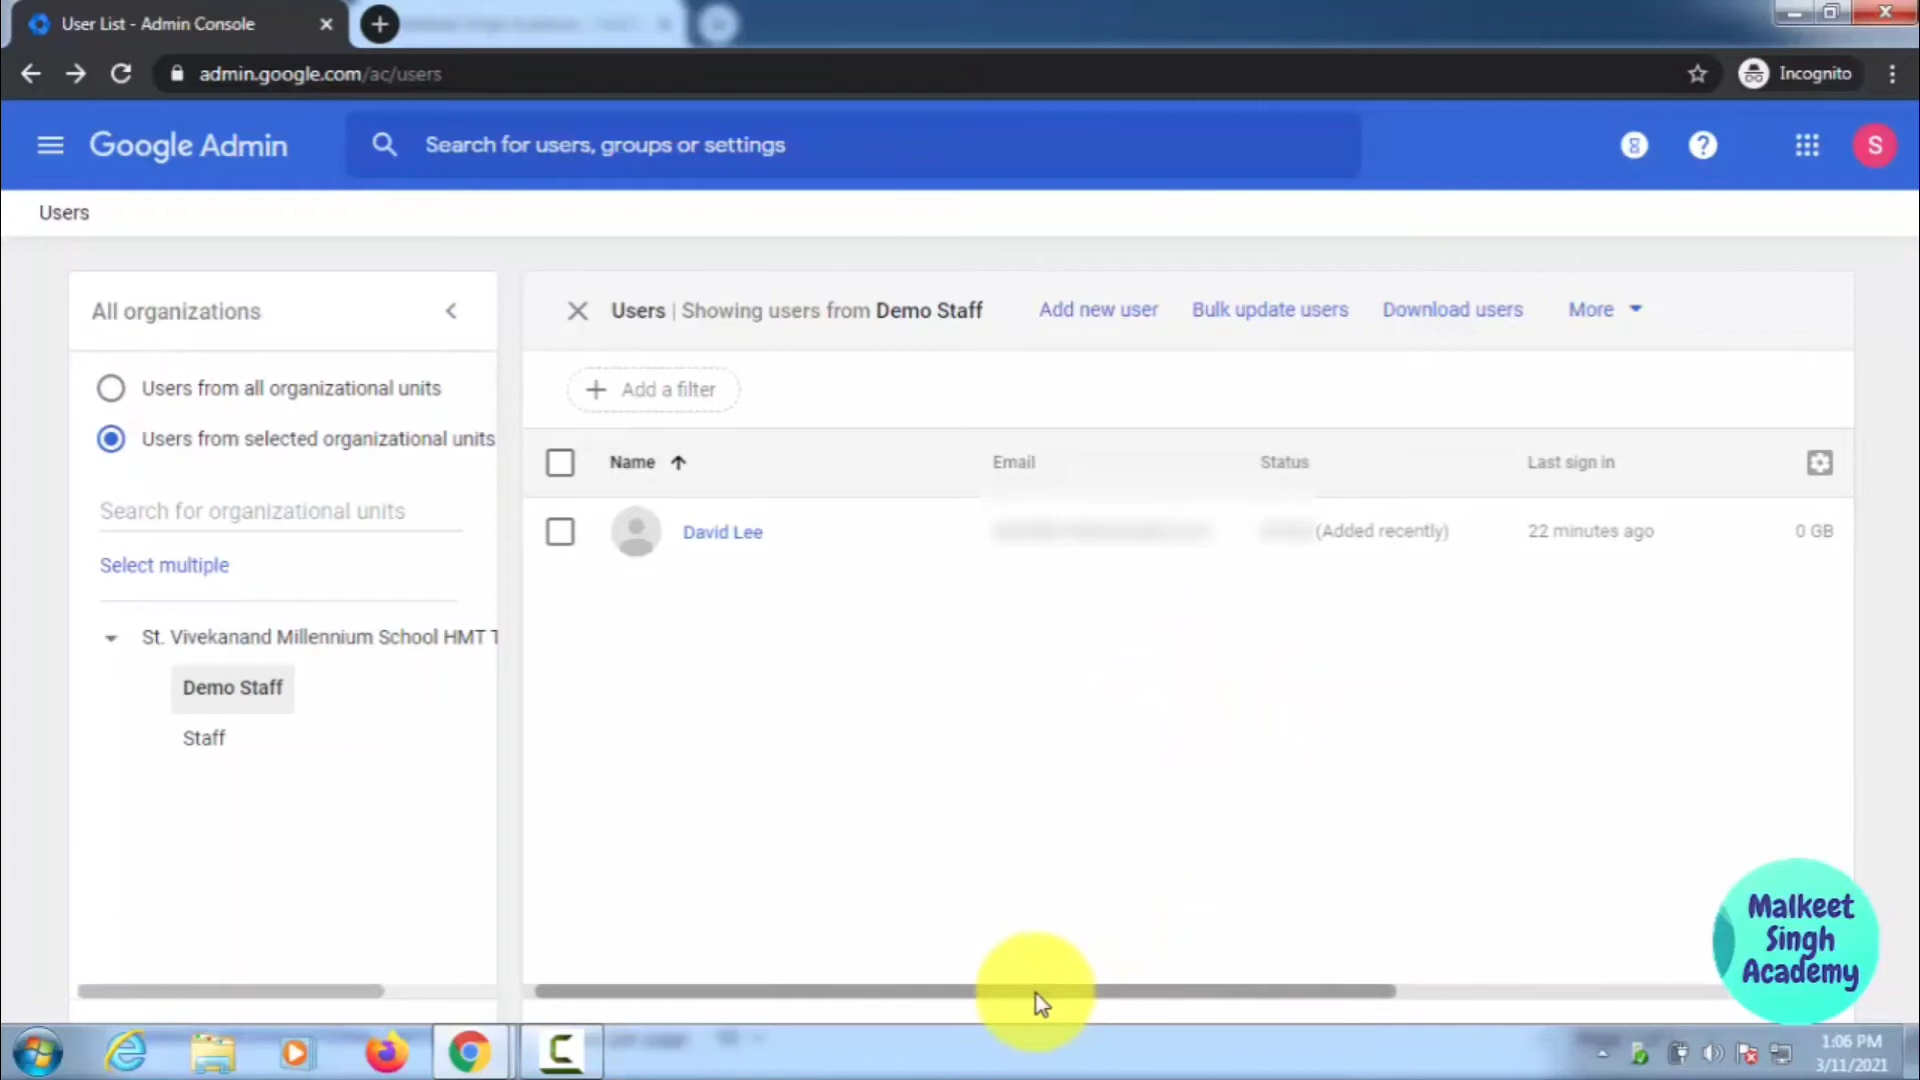 User List - Admin Console
admin.google.com/ac/users
Incognito
Google Admin
Search for users, groups or settings
S
Users
All organizations
Users | Showing users from Demo Staff
Add new user
Bulk update users
Download users
More
Users from all organizational units
Users from selected organizational units
Add a filter
Search for organizational units
Select multiple
Name
Email
Status
Last sign in
David Lee
(Added recently)
22 minutes ago
0 GB
St. Vivekanand Millennium School HMT T
Demo Staff
Staff
Malkeet
Singh
Academy
1:06 PM
3/11/2021